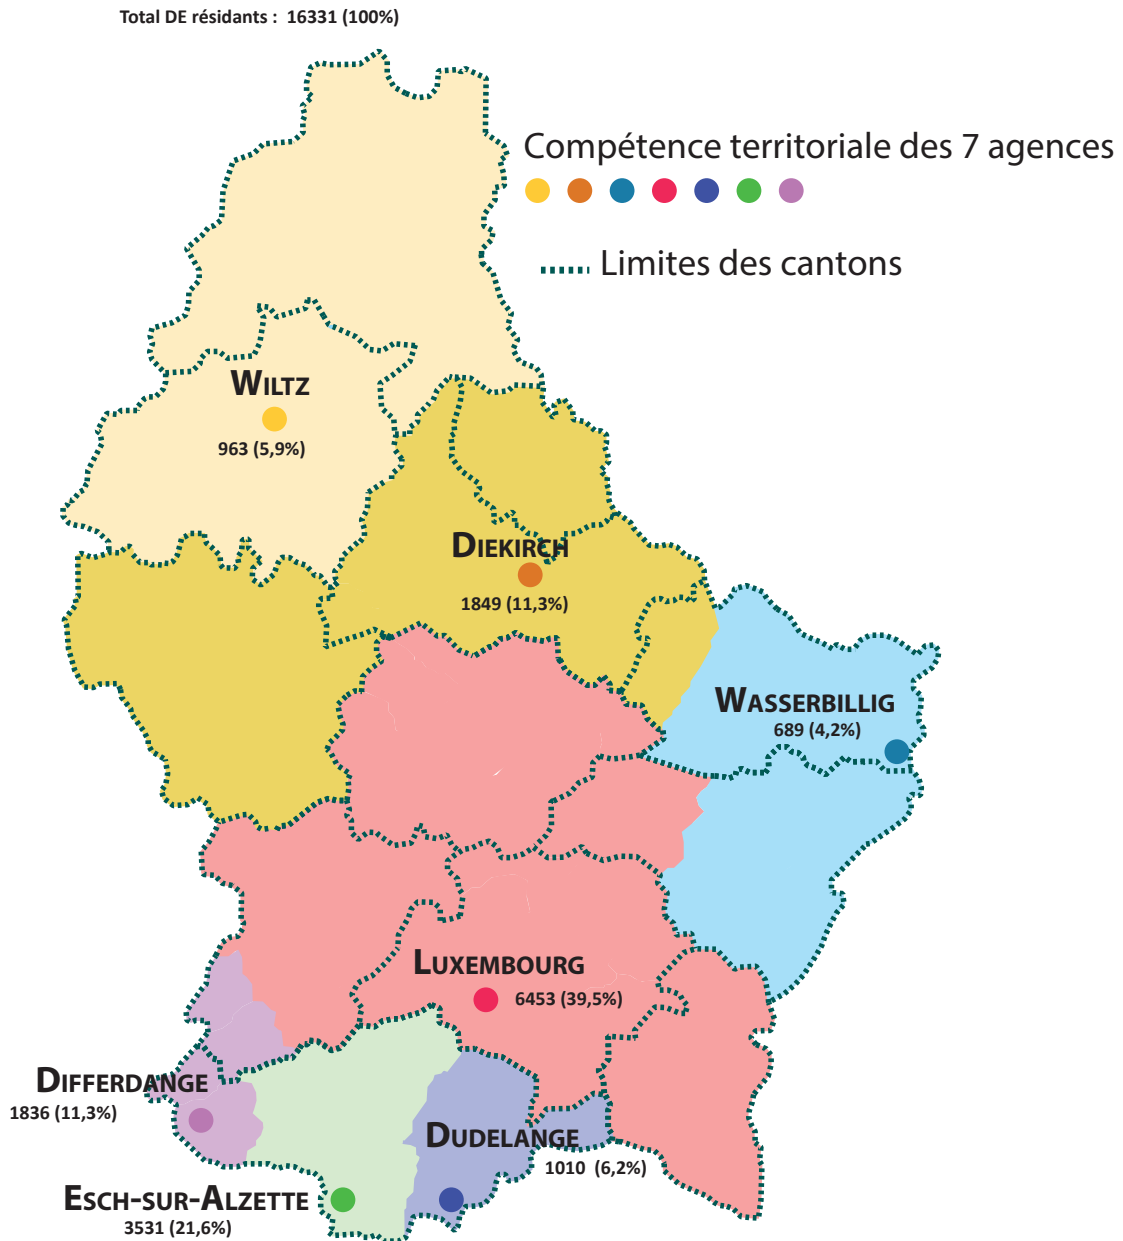 Total DE résidants : 16331 (100%)
Compétence territoriale des 7 agences
Limites des cantons
WILTZ
963 (5,9%)
DIEKIRCH
1849 (11,3%)
WASSERBILLIG
689 (4,2%)
LUXEMBOURG
6453 (39,5%)
DIFFERDANGE
1836 (11,3%)
DUDELANGE
1010 (6,2%)
ESCH-SUR-ALZETTE
3531 (21,6%)